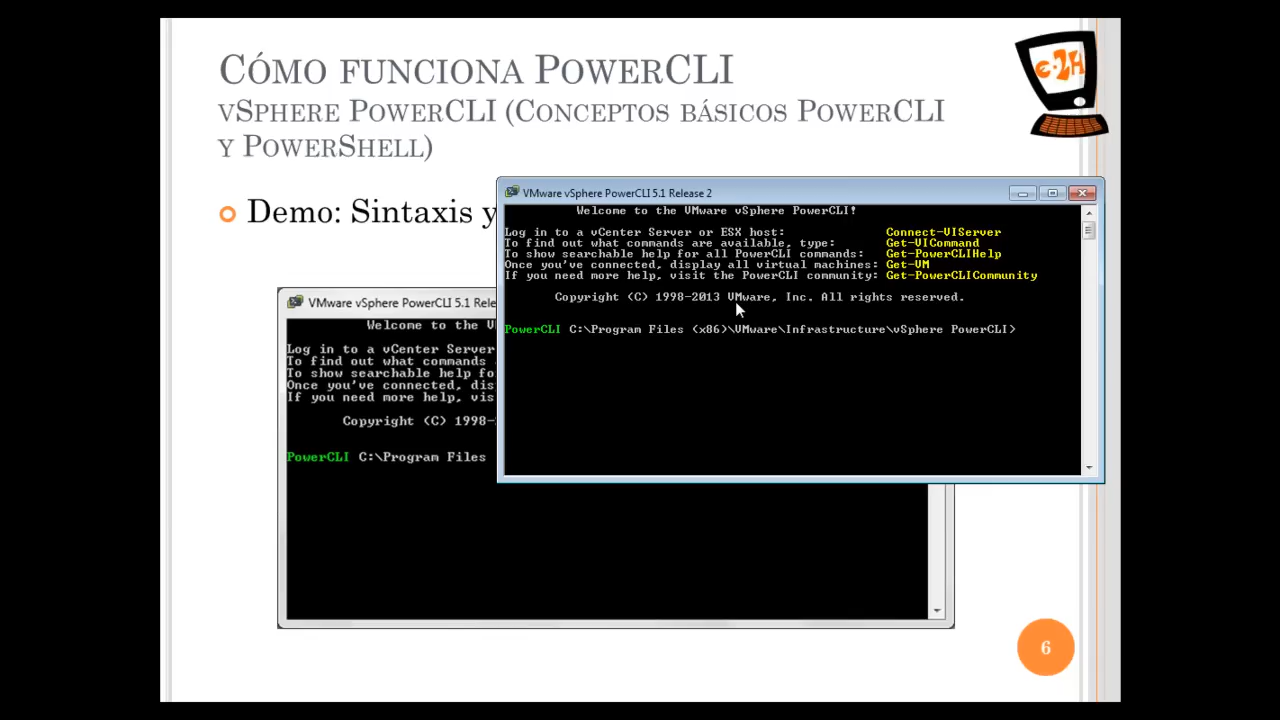 CÓMO FUNCIONA POWERCLI
VSPHERE POWERCLI (CONCEPTOS BÁSICOS POWERCLI
Y POWERSHELL)
e-2H
Demo: Sintaxis y
VMware vSphere PowerCLI 5.1 Release 2
Welcome to the VMware vSphere PowerCLI!
Log in to a vCenter Server or ESX host: Connect-VIServer
To find out what commands are available, type: Get-VICommand
To show searchable help for all PowerCLI commands: Get-PowerCLIHelp
Once you've connected, display all virtual machines: Get-VM
If you need more help, visit the PowerCLI community: Get-PowerCLICommunity
Copyright (C) 1998-2013 VMware, Inc. All rights reserved.
PowerCLI C:\Program Files (x86)\VMware\Infrastructure\vSphere PowerCLI>
VMware vSphere PowerCLI 5.1 Rele
Welcome to the V
Log in to a vCenter Server
To find out what commands
To show searchable help fo
Once you've connected, dis
If you need more help, vis
Copyright (C) 1998-
PowerCLI C:\Program Files
6